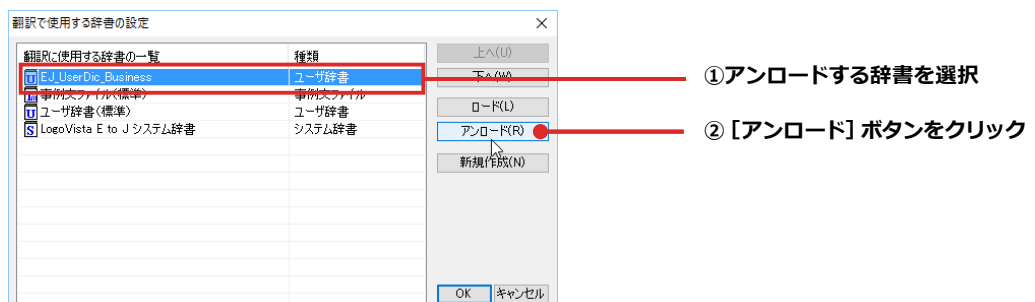 翻訳で使用する辞書の設定
翻訳に使用する辞書の一覧 種類
上へ(U)
EJ_UserDic_Business ユーザ辞書
下へ(W)
①アンロードする辞書を選択
事例文ファイル(標準) 事例文ファイル
ユーザ辞書(標準) ユーザ辞書
ロード(L)
LogoVista E to J システム辞書 システム辞書
アンロード(R)
②[アンロード] ボタンをクリック
新規作成(N)
OK キャンセル